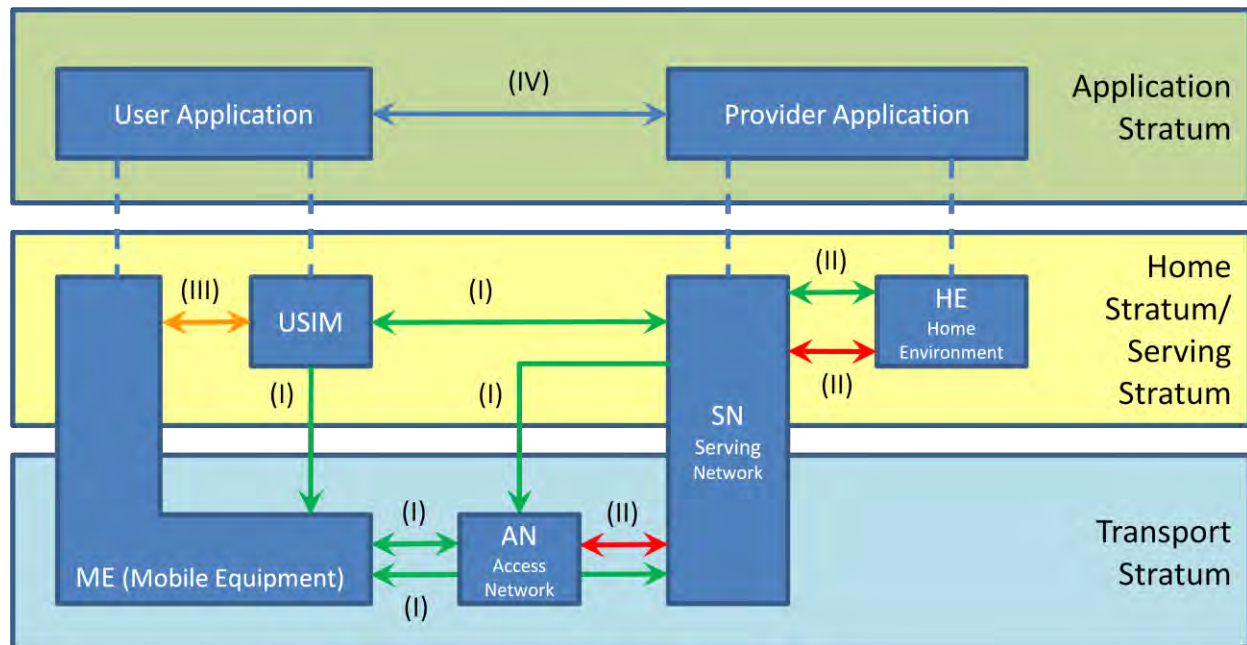 Application
Stratum
User Application
(IV)
Provider Application
Home
Stratum/
Serving
Stratum
(III)
USIM
(I)
(II)
HE
Home
Environment
(II)
(I)
(I)
SN
Serving
Network
Transport
Stratum
ME (Mobile Equipment)
(I)
AN
Access
Network
(II)
(I)